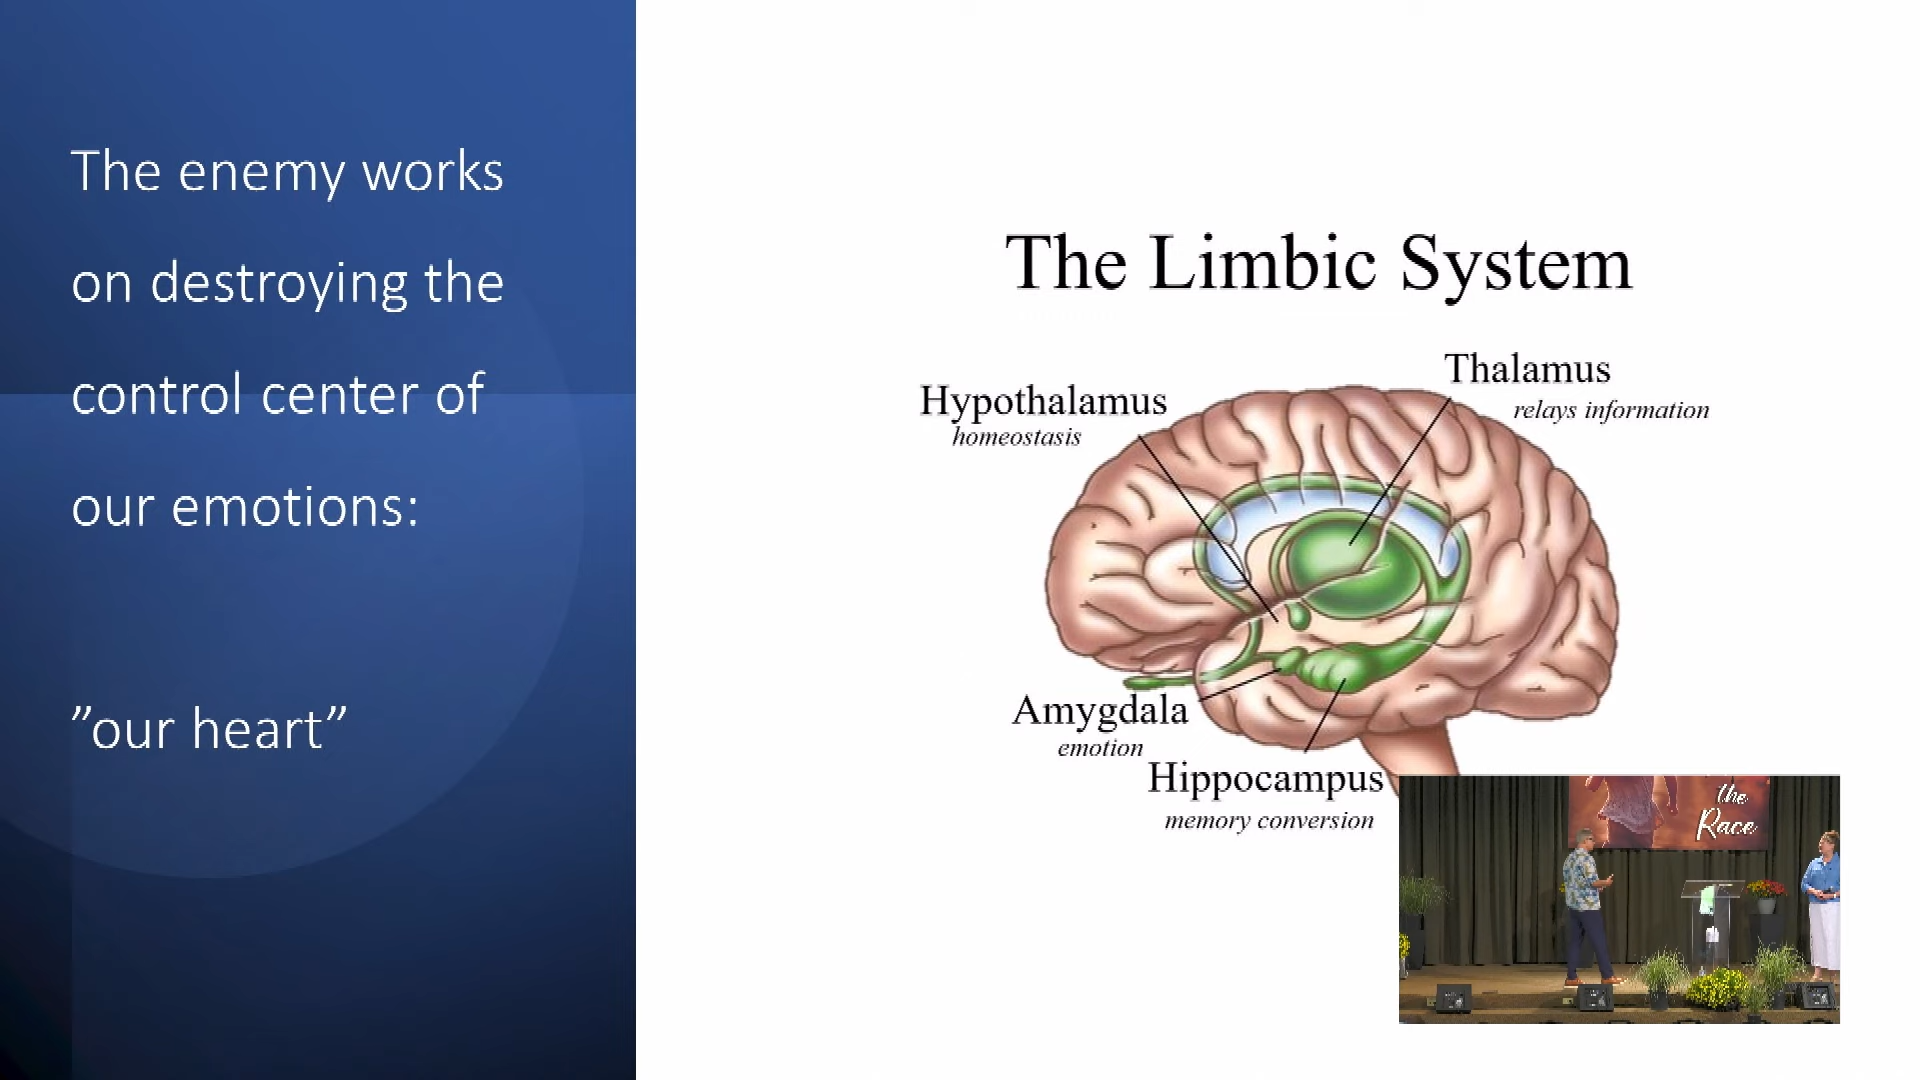 The enemy works
on destroying the
control center of
our emotions:
”our heart”
The Limbic System
Thalamus
relays information
Hypothalamus
homeostasis
Amygdala
emotion
Hippocampus
memory conversion
the
Race